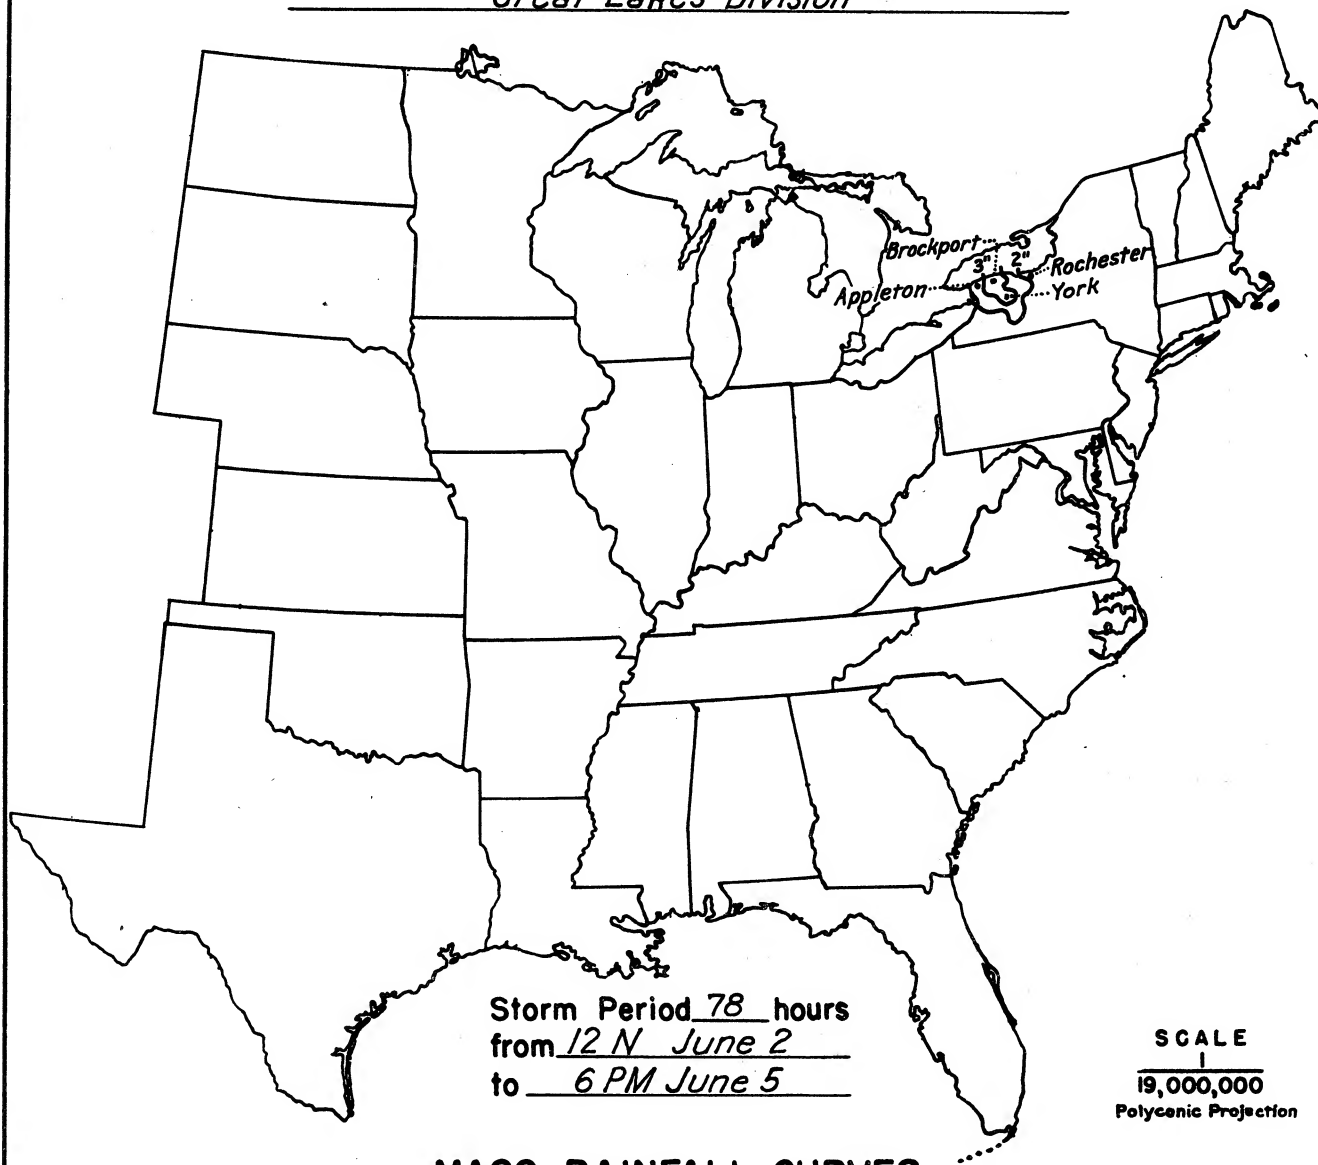 Great Lakes Division
Brockport
3" 2" Rochester
Appleton York
Storm Period 78 hours
from 12 N June 2
to 6 PM June 5
SCALE
1
19,000,000
Polyconic Projection
MASS RAINFALL CURVES